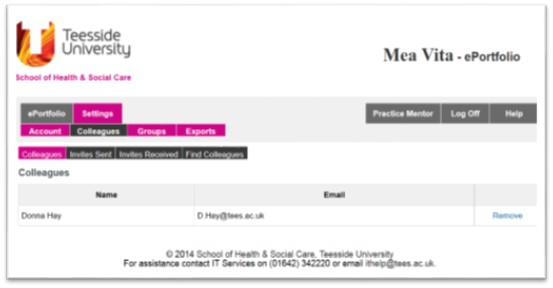 Teesside
University
School of Health & Social Care
Mea Vita - ePortfolio
ePortfolio Settings Practice Mentor Log Off Help
Account Colleagues Groups Exports
Colleagues Invites Sent Invites Received Find Colleagues
Colleagues
Name Email
Donna Hay D.Hay@tees.ac.uk Remove
© 2014 School of Health & Social Care, Teesside University
For assistance contact IT Services on (01642) 342220 or email ithelp@tees.ac.uk.